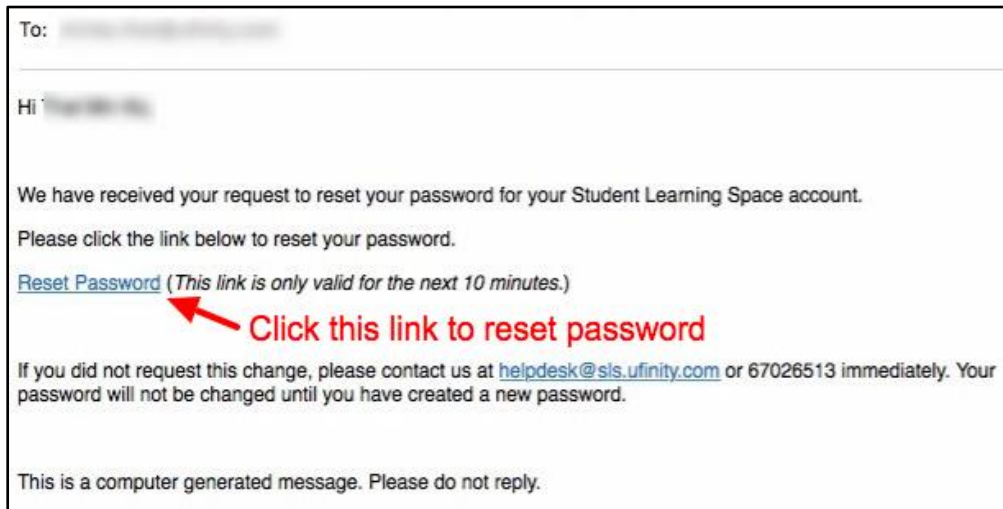 To:
Hi
We have received your request to reset your password for your Student Learning Space account.
Please click the link below to reset your password.
Reset Password (This link is only valid for the next 10 minutes.)
Click this link to reset password
If you did not request this change, please contact us at helpdesk@sls.ufinity.com or 67026513 immediately. Your
password will not be changed until you have created a new password.
This is a computer generated message. Please do not reply.